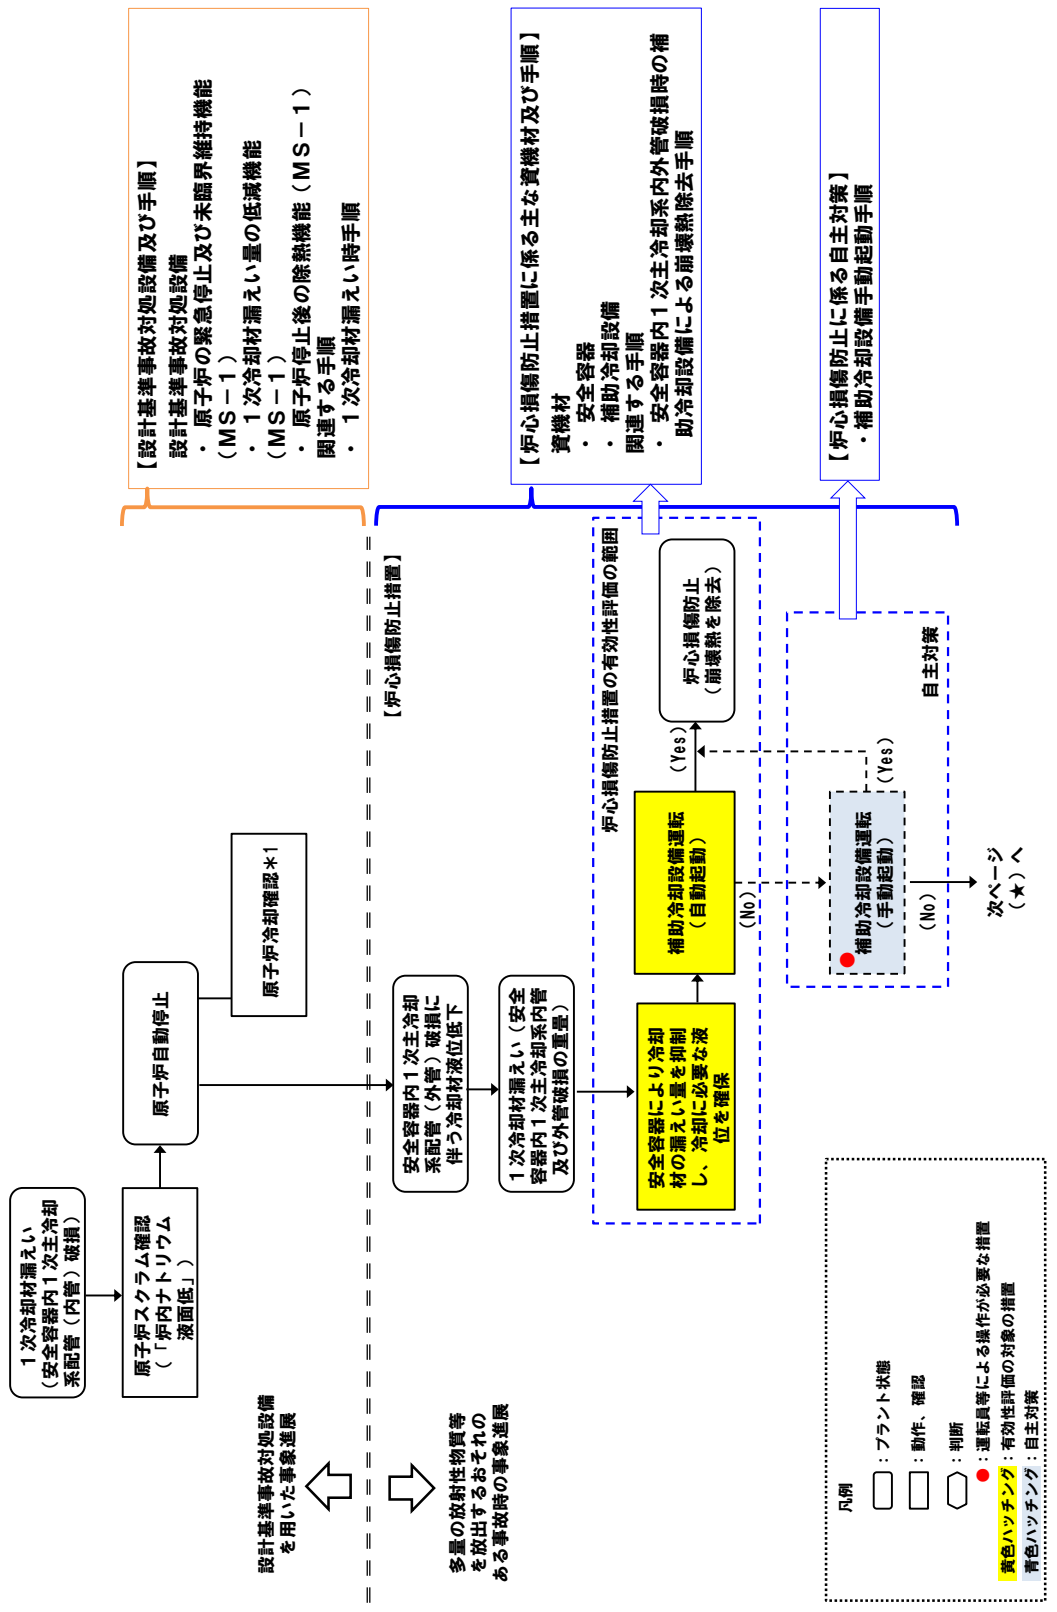 1次冷却材漏えい
（安全容器内1次主冷却
系配管（内管）破損）
原子炉スクラム確認
（「炉内ナトリウム
液面低」）
原子炉自動停止
原子炉冷却確認＊1
設計基準事故対処設備
を用いた事象進展
多量の放射性物質等
を放出するおそれの
ある事故時の事象進展
【設計基準事故対処設備及び手順】
設計基準事故対処設備
・原子炉の緊急停止及び未臨界維持機能
（ＭＳ－１）
・１次冷却材漏えい量の低減機能
（ＭＳ－１）
・原子炉停止後の除熱機能（ＭＳ－１）
関連する手順
・１次冷却材漏えい時手順
【炉心損傷防止措置】
安全容器内1次主冷却
系配管（外管）破損に
伴う冷却材液位低下
1次冷却材漏えい（安全
容器内1次主冷却系内管
及び外管破損の重畳）
炉心損傷防止措置の有効性評価の範囲
安全容器により冷却
材の漏えい量を抑制
し、冷却に必要な液
位を確保
補助冷却設備運転
（自動起動）
（Yes）
（No）
炉心損傷防止
（崩壊熱を除去）
補助冷却設備運転
（手動起動）
（Yes）
（No）
自主対策
次ページ
（★）へ
【炉心損傷防止措置に係る主な資機材及び手順】
資機材
・安全容器
・補助冷却設備
関連する手順
・安全容器内１次主冷却系内外管破損時の補
助冷却設備による崩壊熱除去手順
【炉心損傷防止に係る自主対策】
・補助冷却設備手動起動手順
凡例
：プラント状態
：動作、確認
：判断
：運転員等による操作が必要な措置
黄色ハッチング：有効性評価の対象の措置
青色ハッチング：自主対策